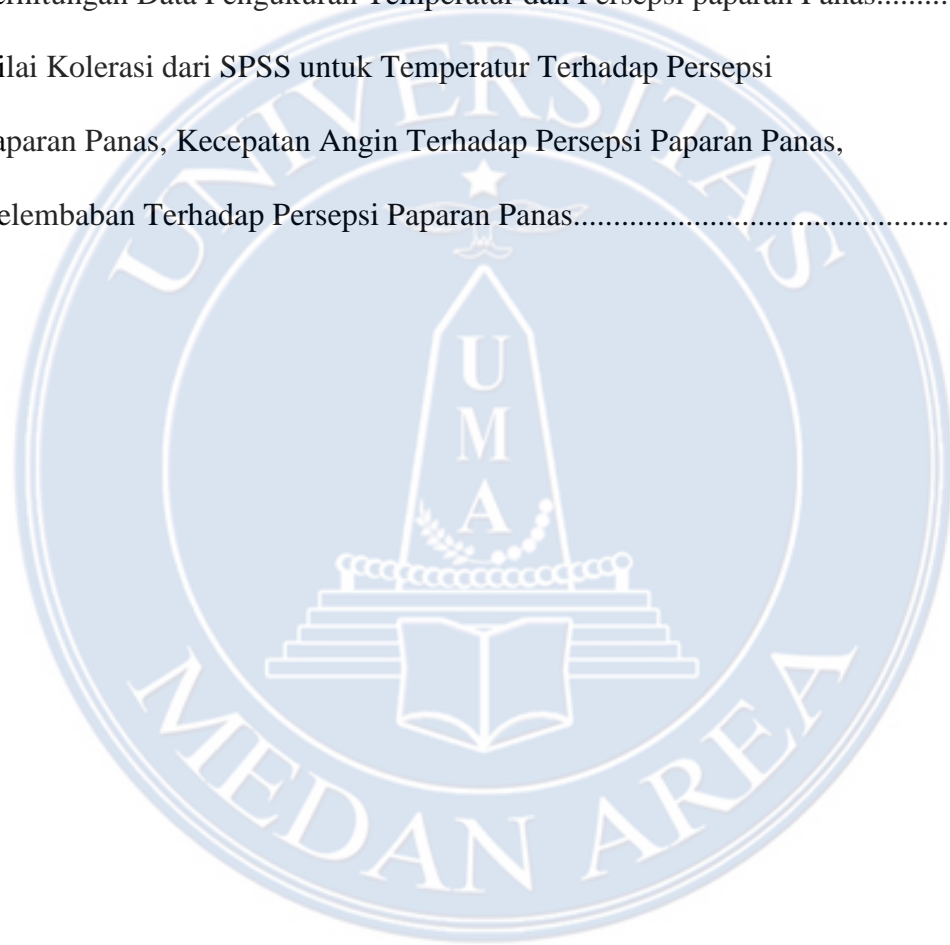 erhitungan Data Pengukuran Temperatur dan Persepsi paparan Panas.........
ilai Kolerasi dari SPSS untuk Temperatur Terhadap Persepsi
aparan Panas, Kecepatan Angin Terhadap Persepsi Paparan Panas,
elembaban Terhadap Persepsi Paparan Panas........................................
UNIVERSITAS
U
M
A
MEDAN AREA